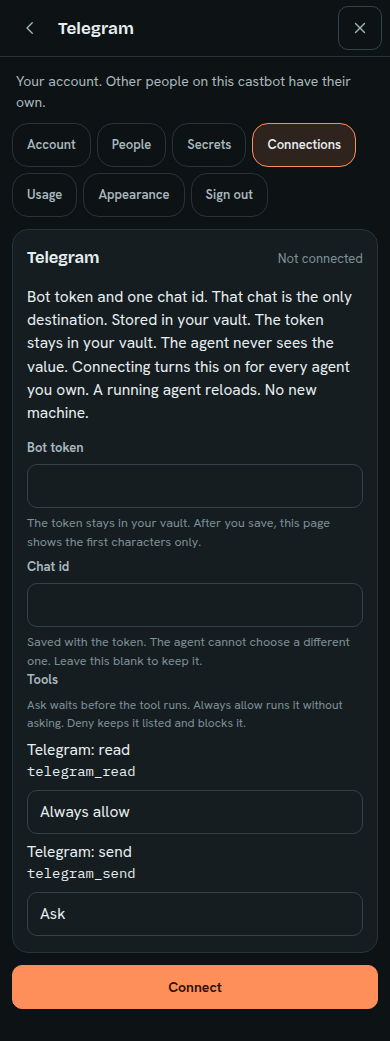 Telegram
Your account. Other people on this castbot have their
own.
Account
People
Secrets
Connections
Usage
Appearance
Sign out
Telegram
Not connected
Bot token and one chat id. That chat is the only
destination. Stored in your vault. The token
stays in your vault. The agent never sees the
value. Connecting turns this on for every agent
you own. A running agent reloads. No new
machine.
Bot token
The token stays in your vault. After you save, this page
shows the first characters only.
Chat id
Saved with the token. The agent cannot choose a different
one. Leave this blank to keep it.
Tools
Ask waits before the tool runs. Always allow runs it without
asking. Deny keeps it listed and blocks it.
Telegram: read
telegram_read
Always allow
Telegram: send
telegram_send
Ask
Connect